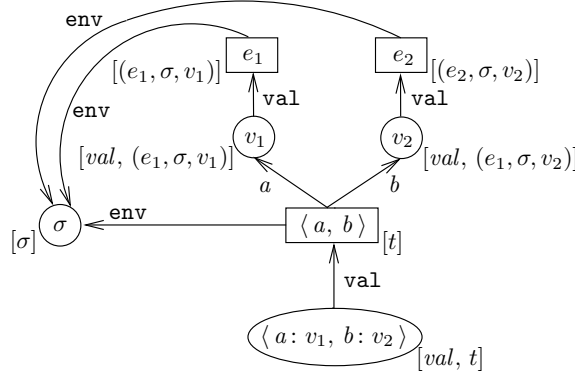 env
e₁ e₂
[(e₁, σ, v₁)] [(e₂, σ, v₂)]
env val val
v₁ v₂
[val, (e₁, σ, v₁)] [val, (e₁, σ, v₂)]
a b
env
σ ⟨ a, b ⟩
[σ] [t]
val
⟨ a: v₁, b: v₂ ⟩
[val, t]